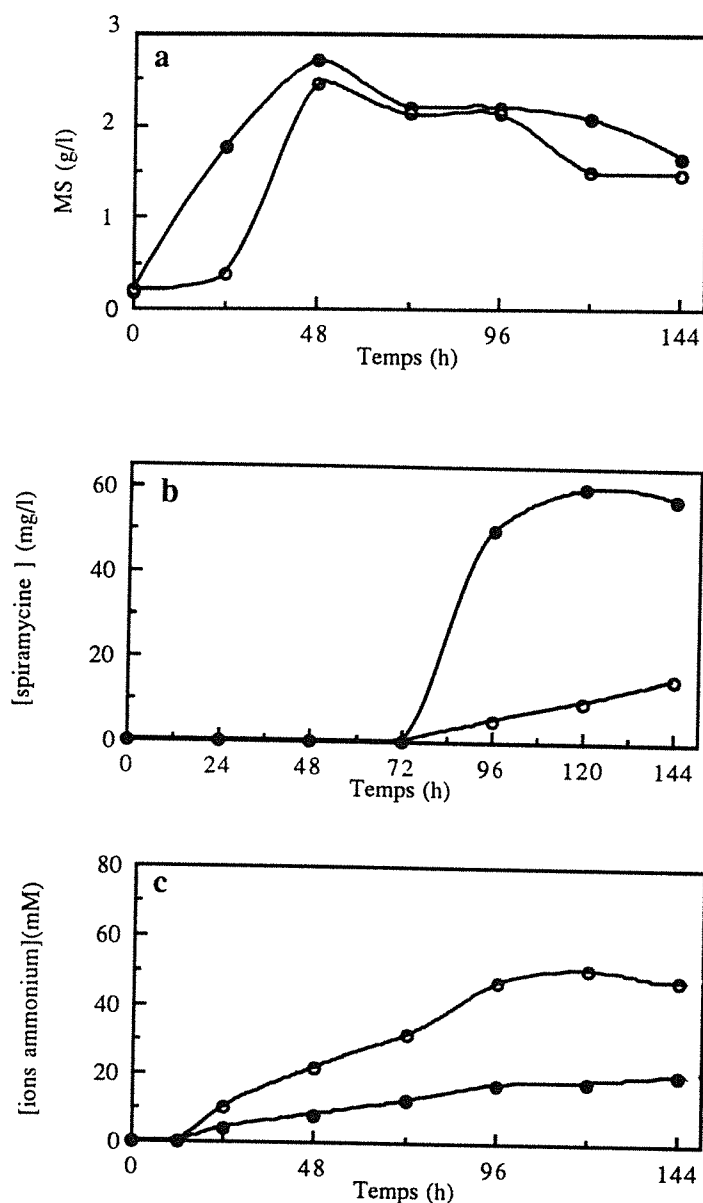 3
a
2
MS (g/l)
1
0
0 48 96 144
Temps (h)
60
b
[spiramycine ] (mg/l)
40
20
0
0 24 48 72 96 120 144
Temps (h)
80
c
[ions ammonium](mM)
60
40
20
0
0 48 96 144
Temps (h)